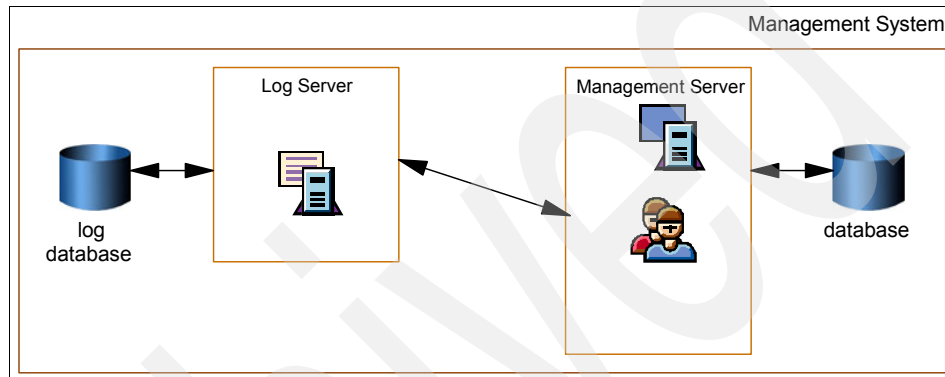 Management System
Log Server
Management Server
log
database
database